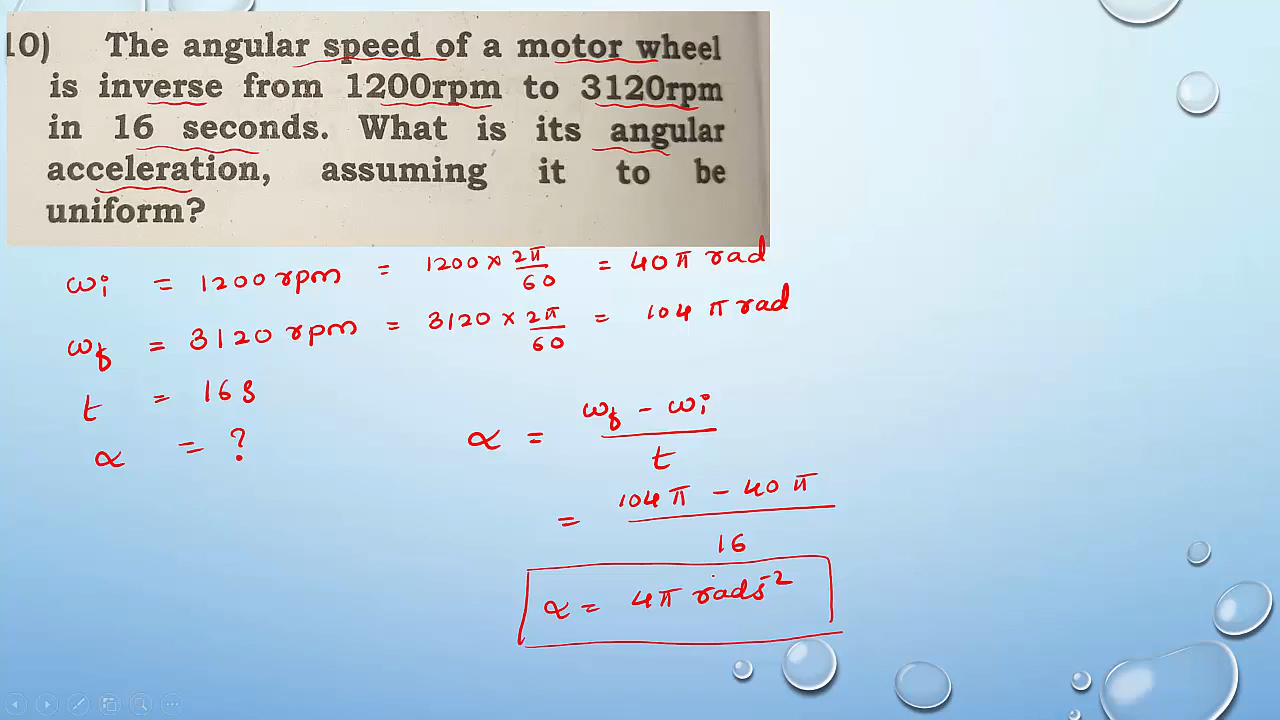 10) The angular speed of a motor wheel
is inverse from 1200rpm to 3120rpm
in 16 seconds. What is its angular
acceleration, assuming it to be
uniform?
ωi = 1200 rpm = 1200 × 2π/60 = 40π rad
ωf = 3120 rpm = 3120 × 2π/60 = 104 π rad
t = 16s
α = ?
α = ωf - ωi / t
= 104π - 40π / 16
α = 4π rads⁻²